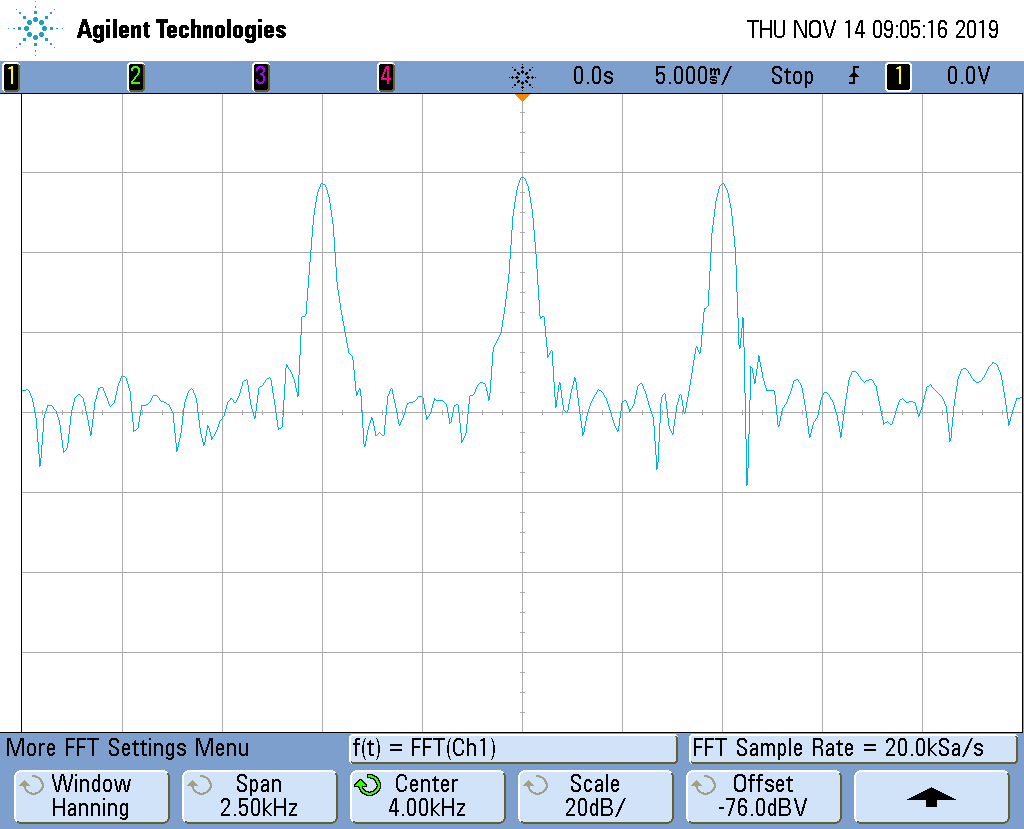 Agilent Technologies THU NOV 14 09:05:16 2019
1 2 3 4 0.0s 5.000㎳/ Stop 1 0.0V
More FFT Settings Menu f(t) = FFT(Ch1) FFT Sample Rate = 20.0kSa/s
Window Span Center Scale Offset
Hanning 2.50kHz 4.00kHz 20dB/ -76.0dBV